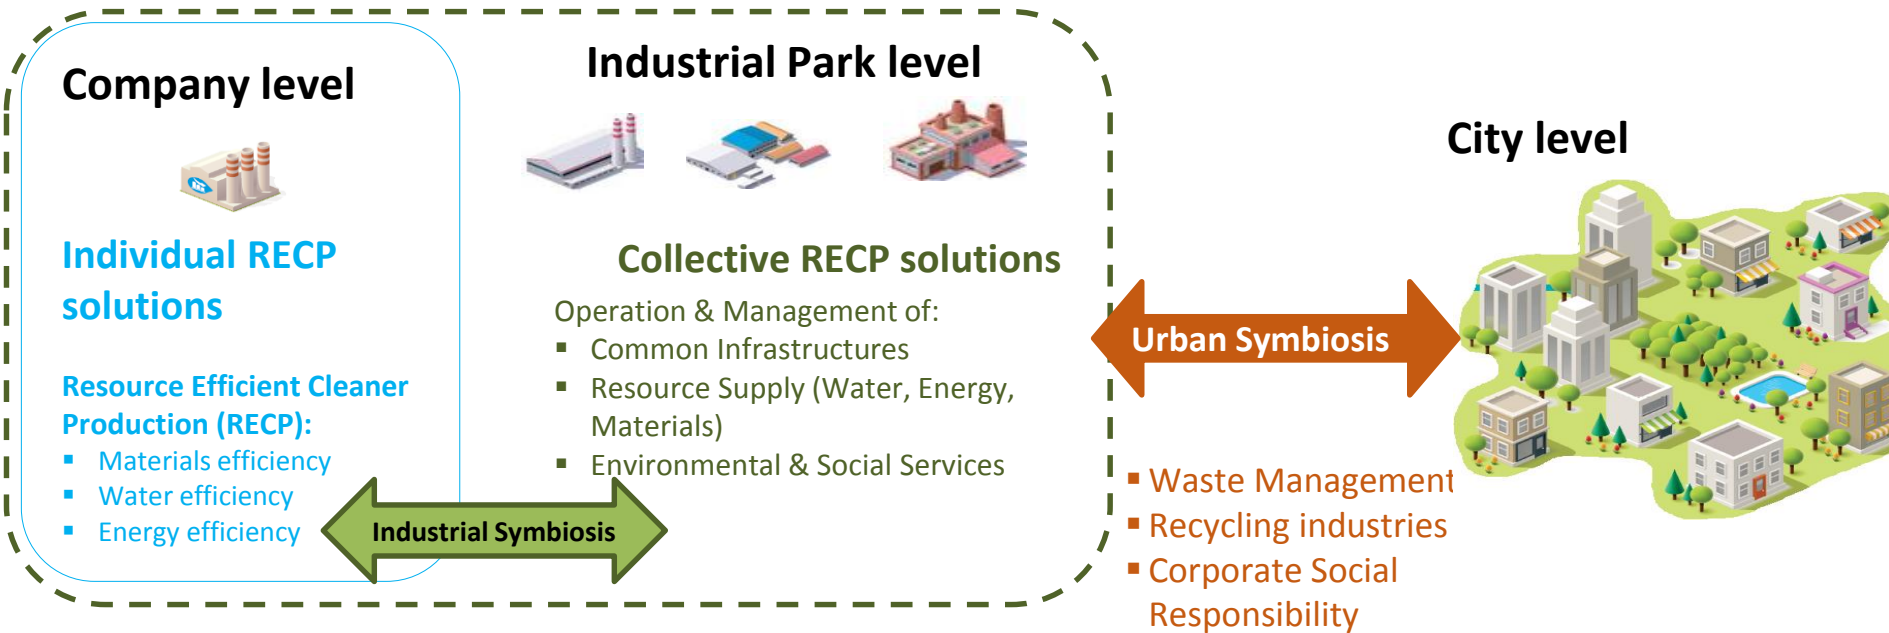 Company level
Individual RECP
solutions
Resource Efficient Cleaner
Production (RECP):
▪ Materials efficiency
▪ Water efficiency
▪ Energy efficiency
Industrial Symbiosis
Industrial Park level
Collective RECP solutions
Operation & Management of:
▪ Common Infrastructures
▪ Resource Supply (Water, Energy,
Materials)
▪ Environmental & Social Services
Urban Symbiosis
▪ Waste Management
▪ Recycling industries
▪ Corporate Social
Responsibility
City level